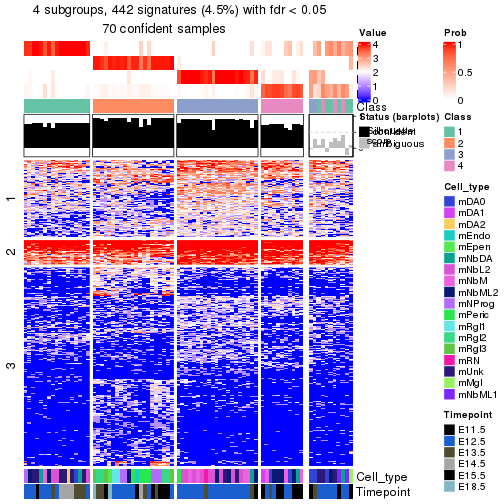 4 subgroups, 442 signatures (4.5%) with fdr < 0.05
70 confident samples
Class
1
2
3
Cell_type
Timepoint
Value
4
3
2
1
0
Status (barplots)
confident
ambiguous
Silhouette
score
Prob
1
0.5
0
Class
1
2
3
4
Cell_type
mDA0
mDA1
mDA2
mEndo
mEpen
mNbDA
mNbL2
mNbM
mNbML2
mNProg
mPeric
mRgl1
mRgl2
mRgl3
mRN
mUnk
mMgl
mNbML1
Timepoint
E11.5
E12.5
E13.5
E14.5
E15.5
E18.5